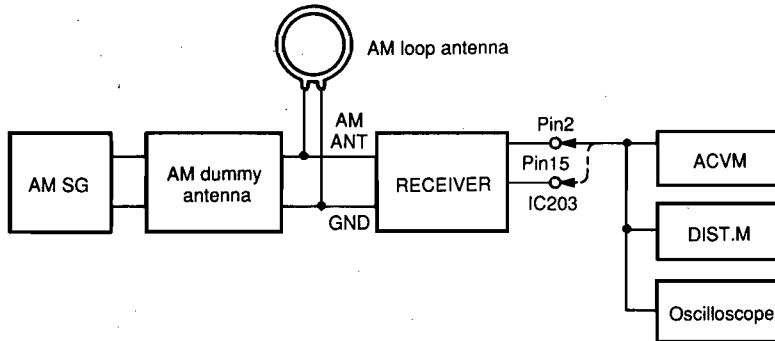 AM loop antenna
AM
ANT
Pin2
AM SG
AM dummy
antenna
RECEIVER
Pin15
IC203
GND
ACVM
DIST.M
Oscilloscope